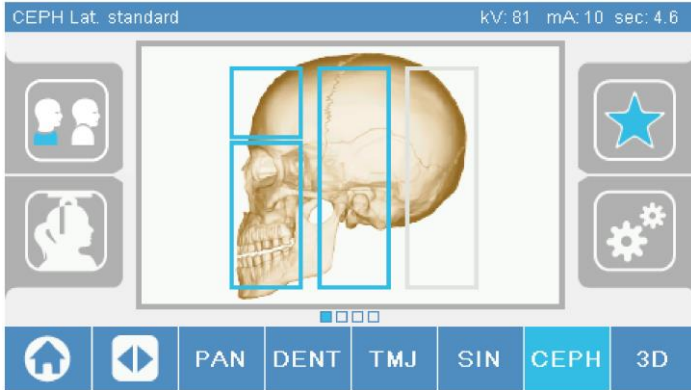 CEPH Lat. standard kV: 81 mA: 10 sec: 4.6
PAN DENT TMJ SIN CEPH 3D